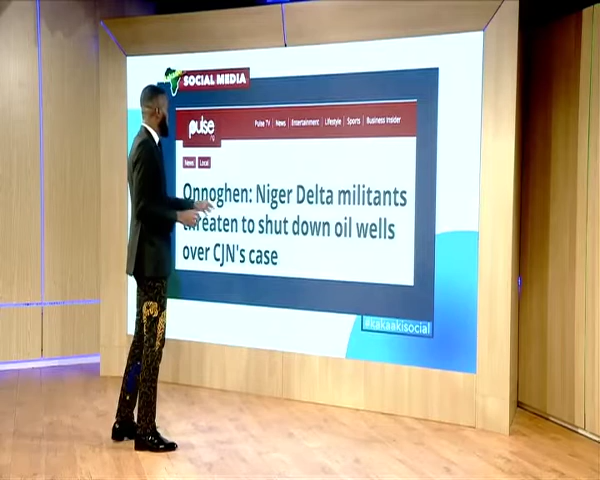 SOCIAL MEDIA
pulse
Pulse TV News Entertainment Lifestyle Sports Business Insider
News Local
Onnoghen: Niger Delta militants
threaten to shut down oil wells
over CJN's case
#kakaakisocial